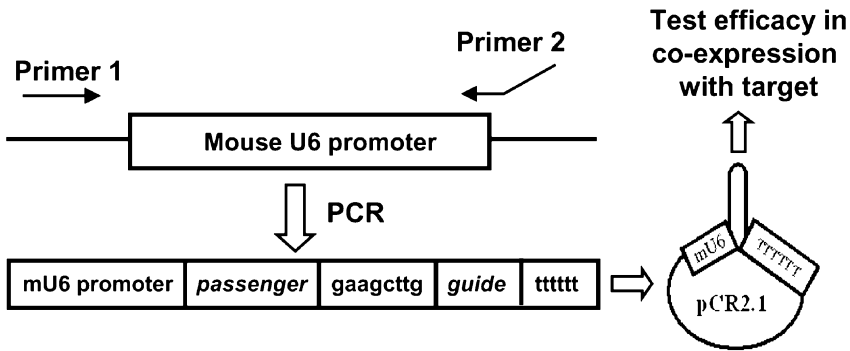 Test efficacy in
co-expression
with target
Primer 1
Primer 2
Mouse U6 promoter
PCR
mU6 promoter passenger gaagcttg guide tttttt
mU6
TTTTTT
pCR2.1